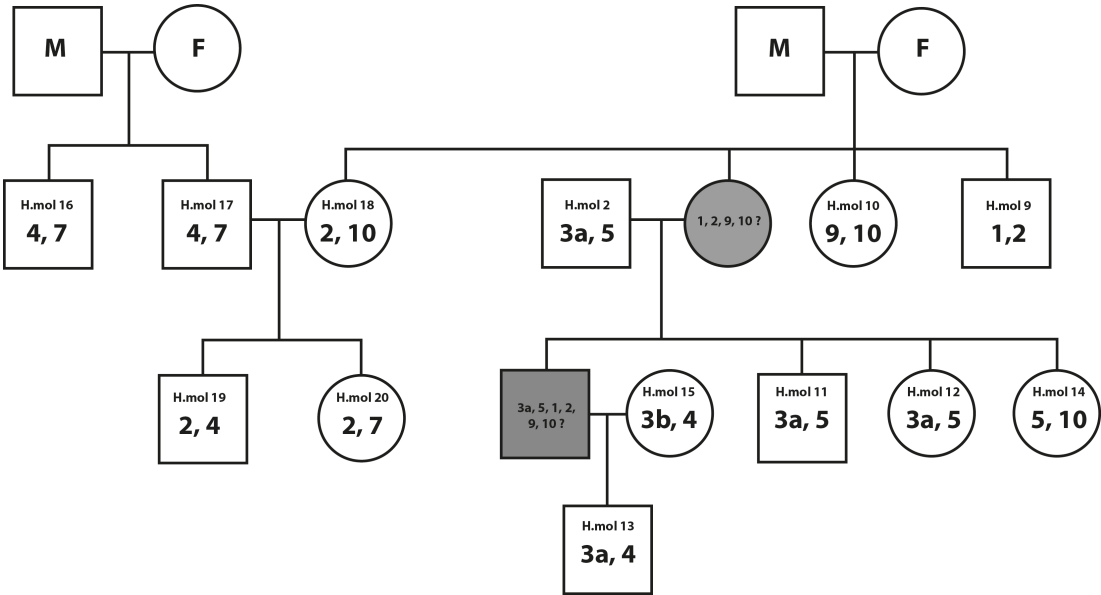 M
F
M
F
H.mol 16
4, 7
H.mol 17
4, 7
H.mol 18
2, 10
H.mol 2
3a, 5
1, 2, 9, 10 ?
H.mol 10
9, 10
H.mol 9
1,2
H.mol 19
2, 4
H.mol 20
2, 7
3a, 5, 1, 2,
9, 10 ?
H.mol 15
3b, 4
H.mol 11
3a, 5
H.mol 12
3a, 5
H.mol 14
5, 10
H.mol 13
3a, 4